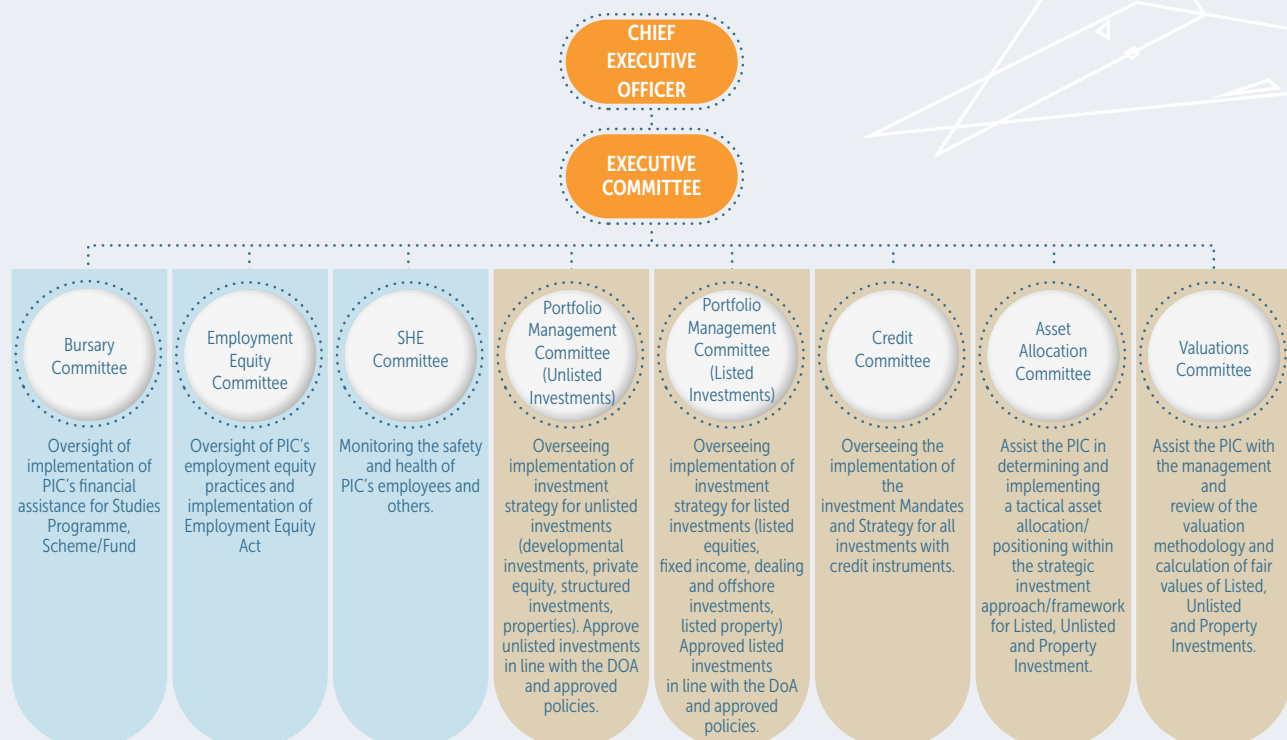 CHIEF
EXECUTIVE
OFFICER
EXECUTIVE
COMMITTEE
Bursary
Committee
Oversight of
implementation of
PIC’s financial
assistance for Studies
Programme,
Scheme/Fund
Employment
Equity
Committee
Oversight of PIC’s
employment equity
practices and
implementation of
Employment Equity
Act
SHE
Committee
Monitoring the safety
and health of
PIC’s employees and
others.
Portfolio
Management
Committee
(Unlisted
Investments)
Overseeing
implementation of
investment
strategy for unlisted
investments
(developmental
investments, private
equity, structured
investments,
properties). Approve
unlisted investments
in line with the DOA
and approved
policies.
Portfolio
Management
Committee
(Listed
Investments)
Overseeing
implementation of
investment
strategy for listed
investments (listed
equities,
fixed income, dealing
and offshore
investments,
listed property)
Approved listed
investments
in line with the DoA
and approved
policies.
Credit
Committee
Overseeing the
implementation of
the
investment Mandates
and Strategy for all
investments with
credit instruments.
Asset
Allocation
Committee
Assist the PIC in
determining and
implementing
a tactical asset
allocation/
positioning within
the strategic
investment
approach/framework
for Listed, Unlisted
and Property
Investment.
Valuations
Committee
Assist the PIC with
the management
and
review of the
valuation
methodology and
calculation of fair
values of Listed,
Unlisted
and Property
Investments.